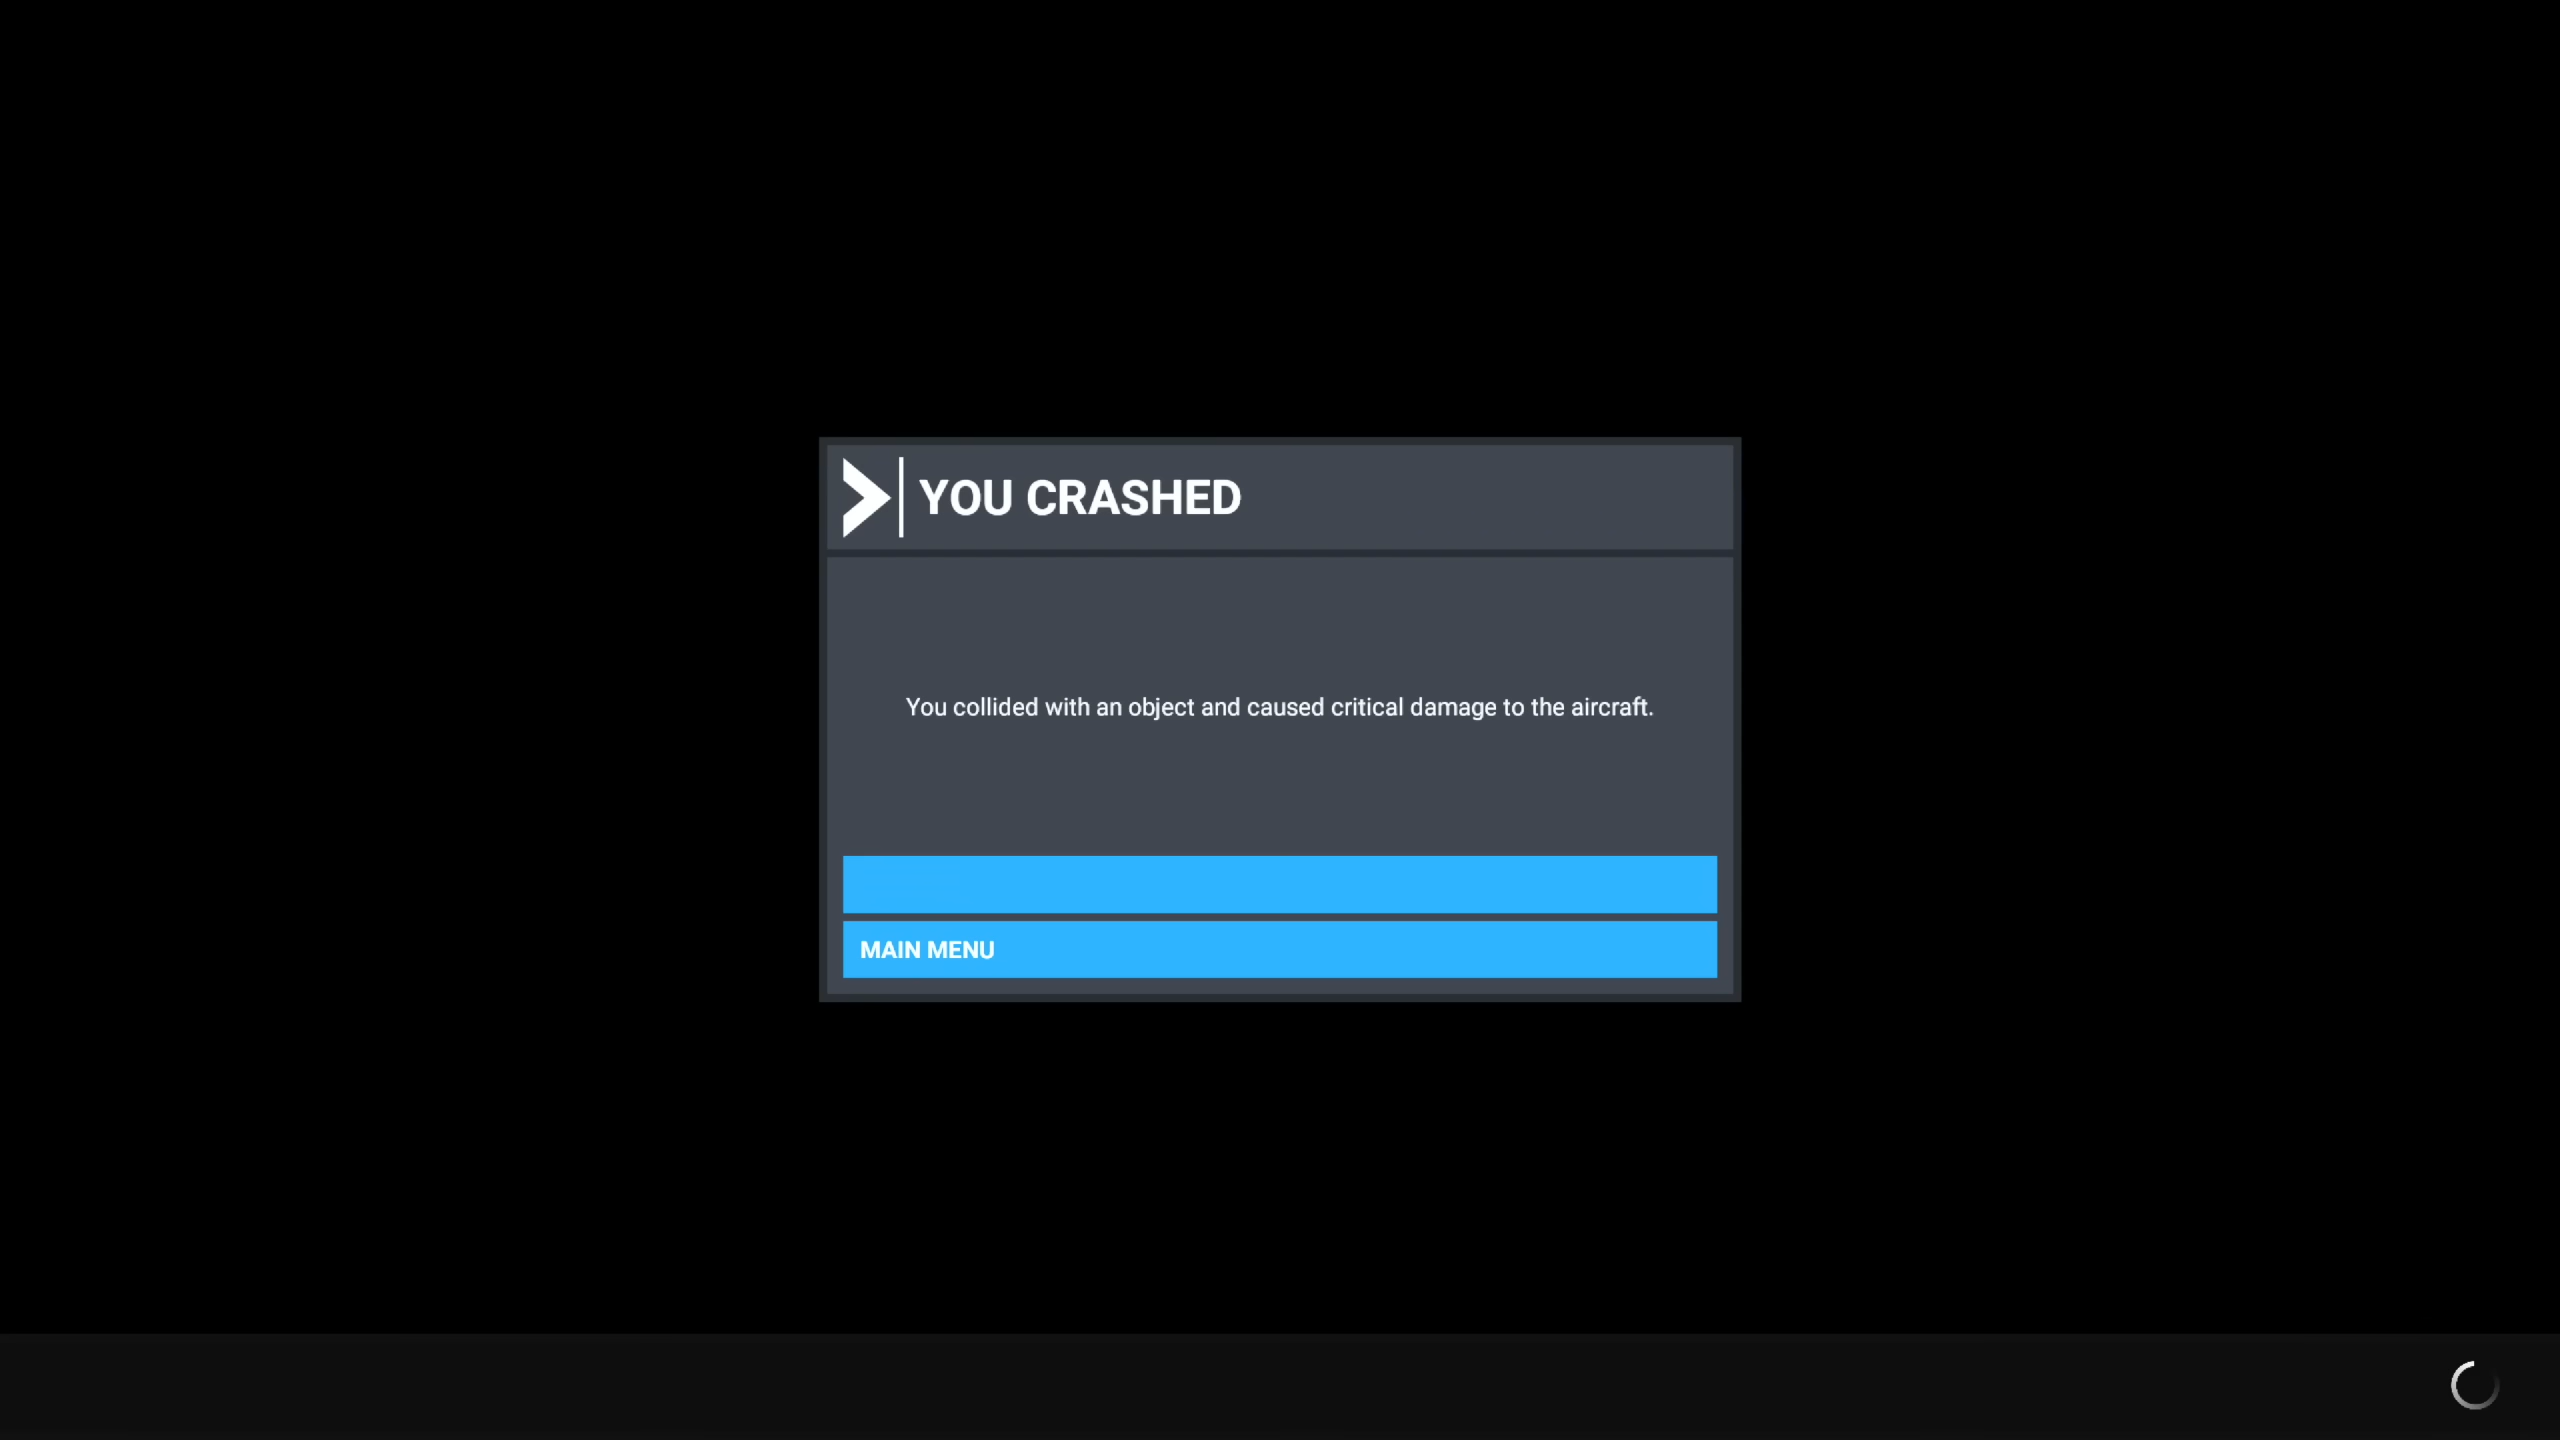 YOU CRASHED
You collided with an object and caused critical damage to the aircraft.
MAIN MENU